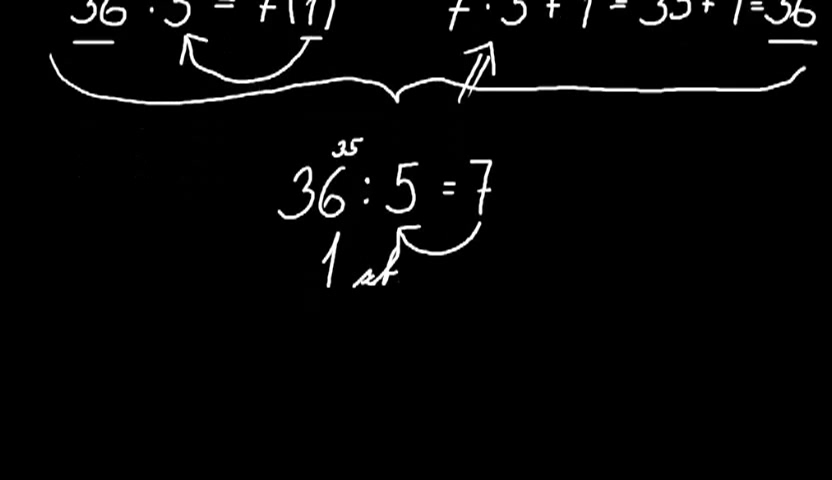 36 : 5 = 7(1) 7 · 5 + 1 = 35 + 1 = 36
35
36 : 5 = 7
1